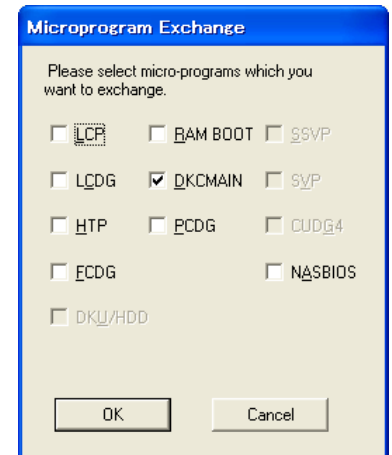 Microprogram Exchange
Please select micro-programs which you
want to exchange.
LCP RAM BOOT SSVP
LCDG DKCMAIN SVP
HTP PCDG CUDG4
FCDG NASBIOS
DKU/HDD
OK Cancel